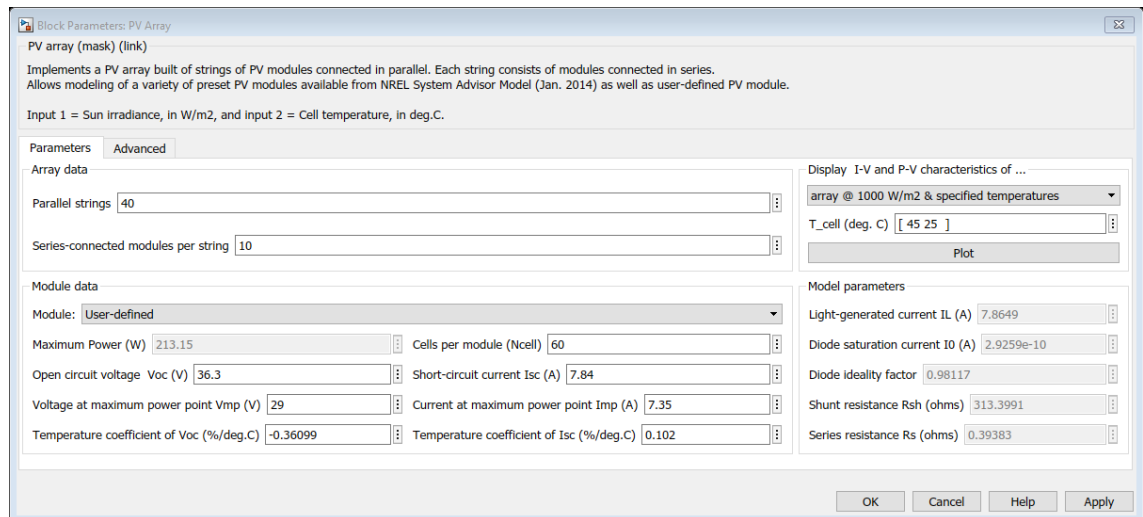 Block Parameters: PV Array
PV array (mask) (link)
Implements a PV array built of strings of PV modules connected in parallel. Each string consists of modules connected in series.
Allows modeling of a variety of preset PV modules available from NREL System Advisor Model (Jan. 2014) as well as user-defined PV module.
Input 1 = Sun irradiance, in W/m2, and input 2 = Cell temperature, in deg.C.
Parameters Advanced
Array data
Parallel strings 40
Series-connected modules per string 10
Display I-V and P-V characteristics of ...
array @ 1000 W/m2 & specified temperatures
T_cell (deg. C) [ 45 25 ]
Plot
Module data
Module: User-defined
Maximum Power (W) 213.15 Cells per module (Ncell) 60
Open circuit voltage Voc (V) 36.3 Short-circuit current Isc (A) 7.84
Voltage at maximum power point Vmp (V) 29 Current at maximum power point Imp (A) 7.35
Temperature coefficient of Voc (%/deg.C) -0.36099 Temperature coefficient of Isc (%/deg.C) 0.102
Model parameters
Light-generated current IL (A) 7.8649
Diode saturation current I0 (A) 2.9259e-10
Diode ideality factor 0.98117
Shunt resistance Rsh (ohms) 313.3991
Series resistance Rs (ohms) 0.39383
OK Cancel Help Apply